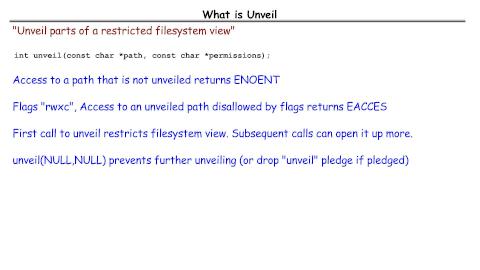 What is Unveil
"Unveil parts of a restricted filesystem view"
int unveil(const char *path, const char *permissions);
Access to a path that is not unveiled returns ENOENT
Flags "rwxc", Access to an unveiled path disallowed by flags returns EACCES
First call to unveil restricts filesystem view. Subsequent calls can open it up more.
unveil(NULL,NULL) prevents further unveiling (or drop "unveil" pledge if pledged)